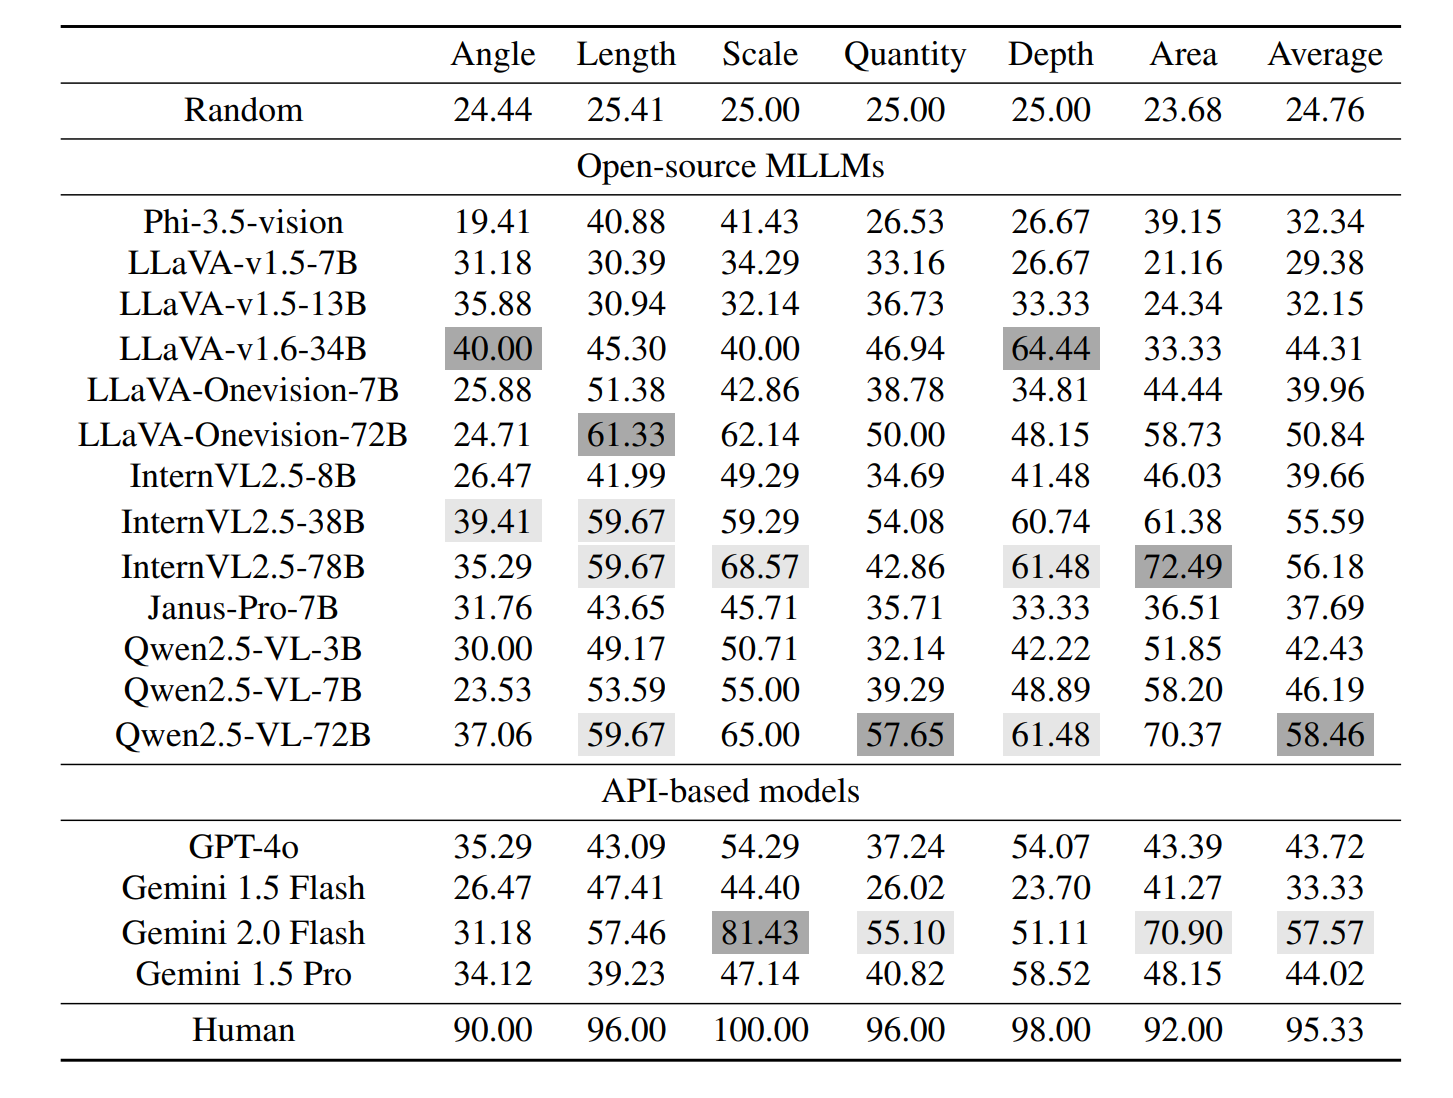 Angle Length Scale Quantity Depth Area Average
Random 24.44 25.41 25.00 25.00 25.00 23.68 24.76
Open-source MLLMs
Phi-3.5-vision 19.41 40.88 41.43 26.53 26.67 39.15 32.34
LLaVA-v1.5-7B 31.18 30.39 34.29 33.16 26.67 21.16 29.38
LLaVA-v1.5-13B 35.88 30.94 32.14 36.73 33.33 24.34 32.15
LLaVA-v1.6-34B 40.00 45.30 40.00 46.94 64.44 33.33 44.31
LLaVA-Onevision-7B 25.88 51.38 42.86 38.78 34.81 44.44 39.96
LLaVA-Onevision-72B 24.71 61.33 62.14 50.00 48.15 58.73 50.84
InternVL2.5-8B 26.47 41.99 49.29 34.69 41.48 46.03 39.66
InternVL2.5-38B 39.41 59.67 59.29 54.08 60.74 61.38 55.59
InternVL2.5-78B 35.29 59.67 68.57 42.86 61.48 72.49 56.18
Janus-Pro-7B 31.76 43.65 45.71 35.71 33.33 36.51 37.69
Qwen2.5-VL-3B 30.00 49.17 50.71 32.14 42.22 51.85 42.43
Qwen2.5-VL-7B 23.53 53.59 55.00 39.29 48.89 58.20 46.19
Qwen2.5-VL-72B 37.06 59.67 65.00 57.65 61.48 70.37 58.46
API-based models
GPT-4o 35.29 43.09 54.29 37.24 54.07 43.39 43.72
Gemini 1.5 Flash 26.47 47.41 44.40 26.02 23.70 41.27 33.33
Gemini 2.0 Flash 31.18 57.46 81.43 55.10 51.11 70.90 57.57
Gemini 1.5 Pro 34.12 39.23 47.14 40.82 58.52 48.15 44.02
Human 90.00 96.00 100.00 96.00 98.00 92.00 95.33